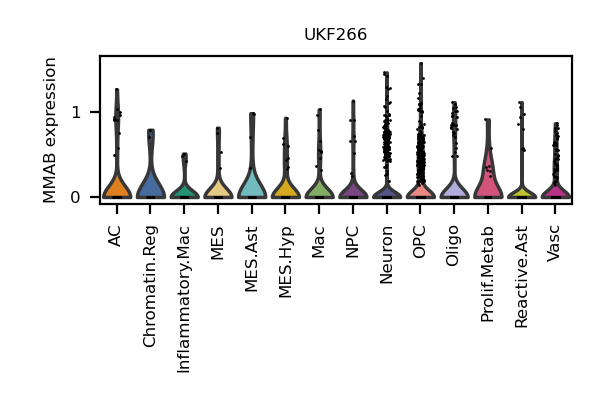 UKF266
MMAB expression
1
0
AC
Chromatin.Reg
Inflammatory.Mac
MES
MES.Ast
MES.Hyp
Mac
NPC
Neuron
OPC
Oligo
Prolif.Metab
Reactive.Ast
Vasc